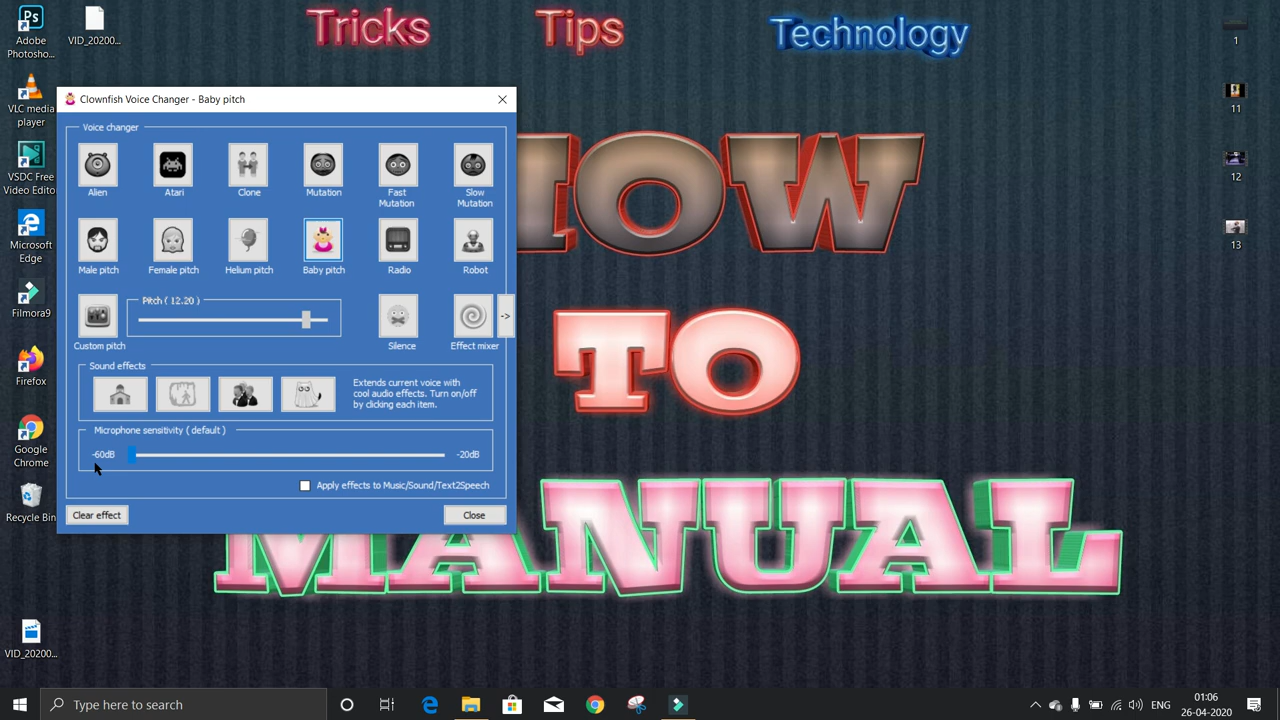 Tricks Tips Technology
Adobe
Photosho...
VID_20200...
VLC media
player
VSDC Free
Video Editor
Microsoft
Edge
Filmora9
Firefox
Google
Chrome
Recycle Bin
VID_20200...
1
11
12
13
Clownfish Voice Changer - Baby pitch
Voice changer
Alien Atari Clone Mutation Fast Mutation Slow Mutation
Male pitch Female pitch Helium pitch Baby pitch Radio Robot
Pitch ( 12.20 )
->
Custom pitch Silence Effect mixer
Sound effects
Extends current voice with
cool audio effects. Turn on/off
by clicking each item.
Microphone sensitivity ( default )
-60dB -20dB
Apply effects to Music/Sound/Text2Speech
Clear effect Close
HOW
TO
MANUAL
Type here to search
ENG
01:06
26-04-2020